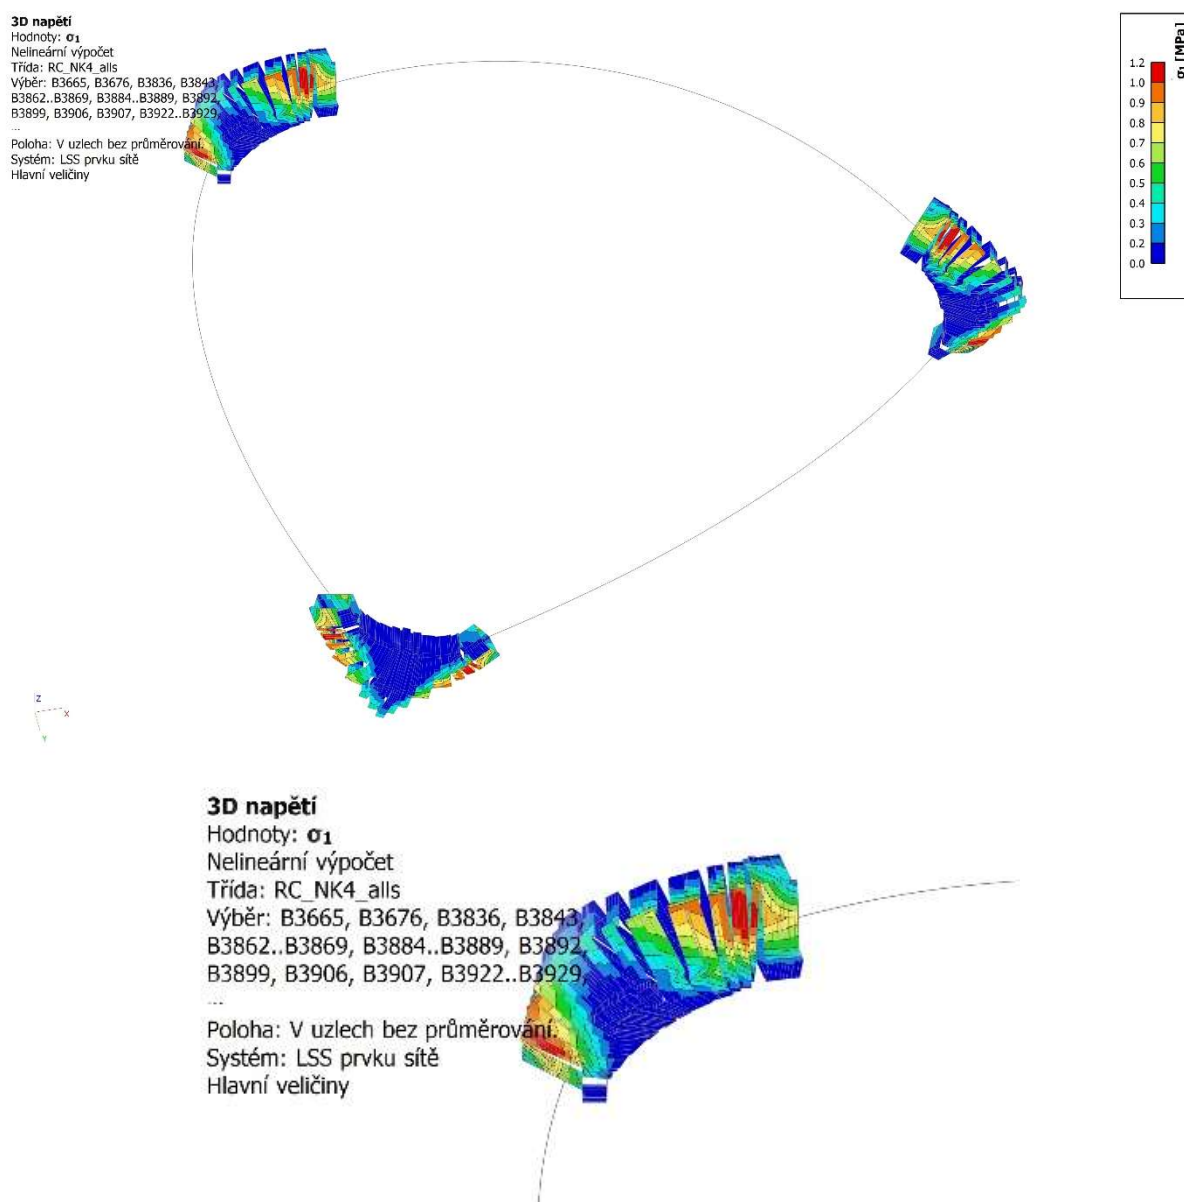 3D napětí
Hodnoty: σ1
Nelineární výpočet
Třída: RC_NK4_alls
Výběr: B3665, B3676, B3836, B3843,
B3862..B3869, B3884..B3889, B3892,
B3899, B3906, B3907, B3922..B3929,
...
Poloha: V uzlech bez průměrování.
Systém: LSS prvku sítě
Hlavní veličiny
σ1 [MPa]
1.2
1.0
0.9
0.8
0.6
0.5
0.4
0.3
0.2
0.0
Z
X
Y
3D napětí
Hodnoty: σ1
Nelineární výpočet
Třída: RC_NK4_alls
Výběr: B3665, B3676, B3836, B3843,
B3862..B3869, B3884..B3889, B3892,
B3899, B3906, B3907, B3922..B3929,
...
Poloha: V uzlech bez průměrování.
Systém: LSS prvku sítě
Hlavní veličiny